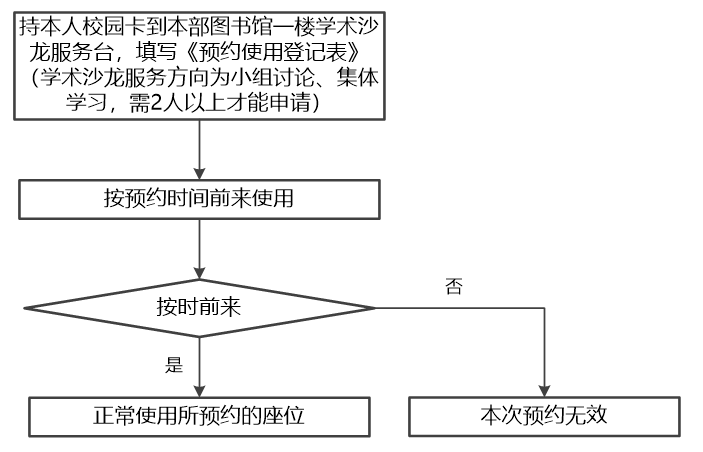 持本人校园卡到本部图书馆一楼学术沙
龙服务台，填写《预约使用登记表》
（学术沙龙服务方向为小组讨论、集体
学习，需2人以上才能申请）
按预约时间前来使用
按时前来
否
是
正常使用所预约的座位
本次预约无效